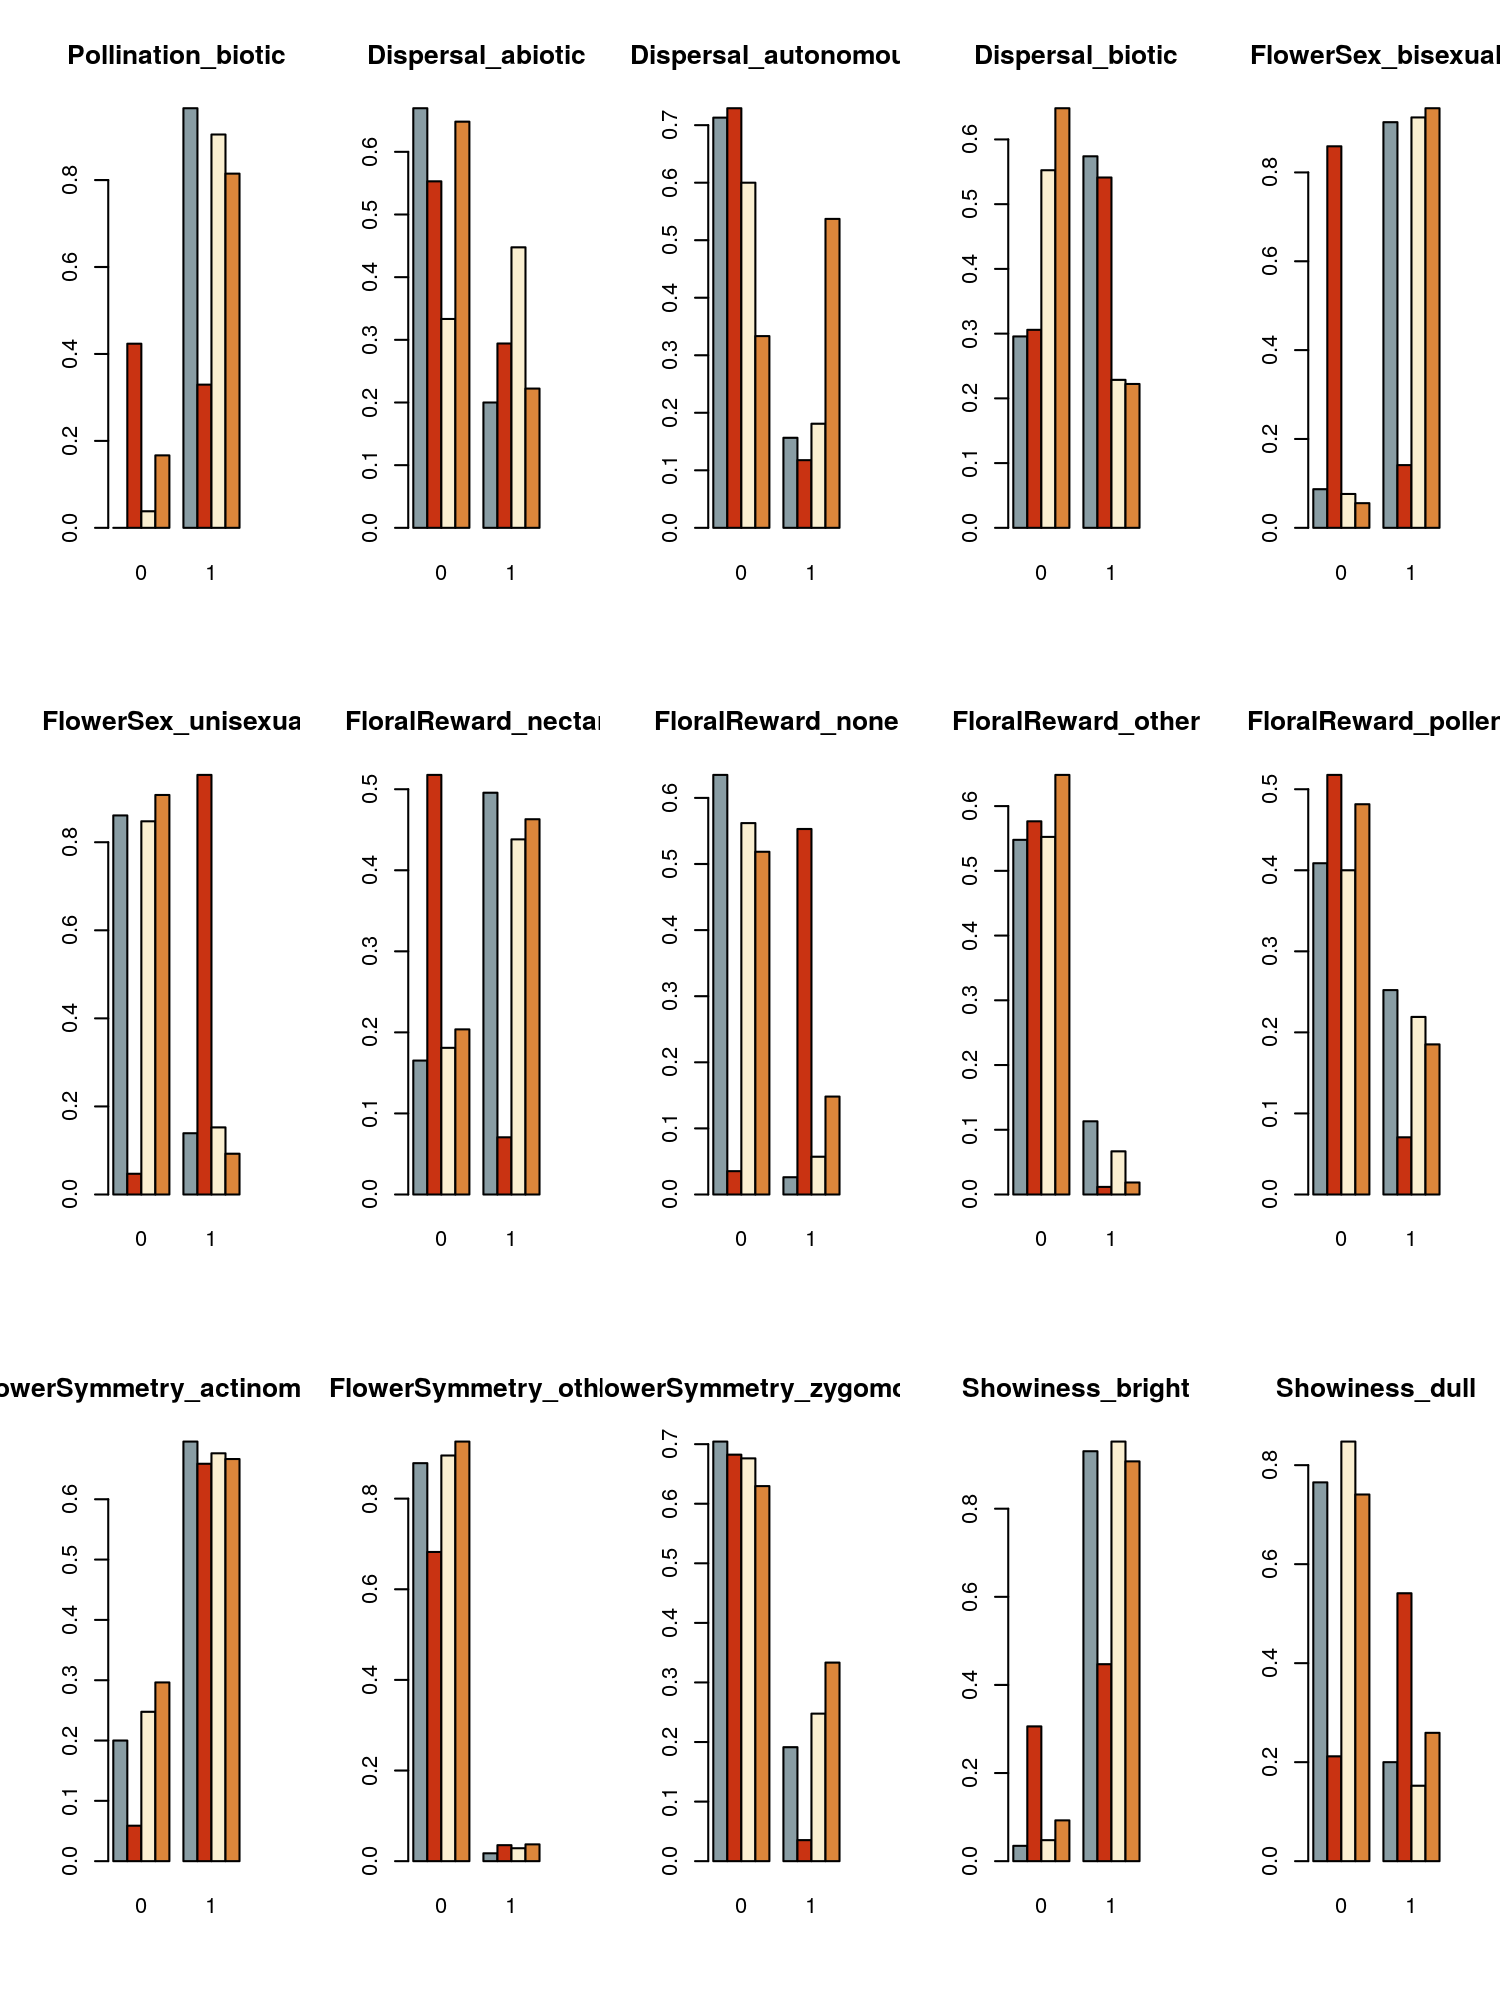 Pollination_biotic
0.0 0.2 0.4 0.6 0.8
0 1
Dispersal_abiotic
0.0 0.1 0.2 0.3 0.4 0.5 0.6
0 1
Dispersal_autonomou
0.0 0.1 0.2 0.3 0.4 0.5 0.6 0.7
0 1
Dispersal_biotic
0.0 0.1 0.2 0.3 0.4 0.5 0.6
0 1
FlowerSex_bisexual
0.0 0.2 0.4 0.6 0.8
0 1
FlowerSex_unisexua
0.0 0.2 0.4 0.6 0.8
0 1
FloralReward_nectar
0.0 0.1 0.2 0.3 0.4 0.5
0 1
FloralReward_none
0.0 0.1 0.2 0.3 0.4 0.5 0.6
0 1
FloralReward_other
0.0 0.1 0.2 0.3 0.4 0.5 0.6
0 1
FloralReward_pollen
0.0 0.1 0.2 0.3 0.4 0.5
0 1
owerSymmetry_actinom
0.0 0.1 0.2 0.3 0.4 0.5 0.6
0 1
FlowerSymmetry_oth
0.0 0.2 0.4 0.6 0.8
0 1
lowerSymmetry_zygomo
0.0 0.1 0.2 0.3 0.4 0.5 0.6 0.7
0 1
Showiness_bright
0.0 0.2 0.4 0.6 0.8
0 1
Showiness_dull
0.0 0.2 0.4 0.6 0.8
0 1